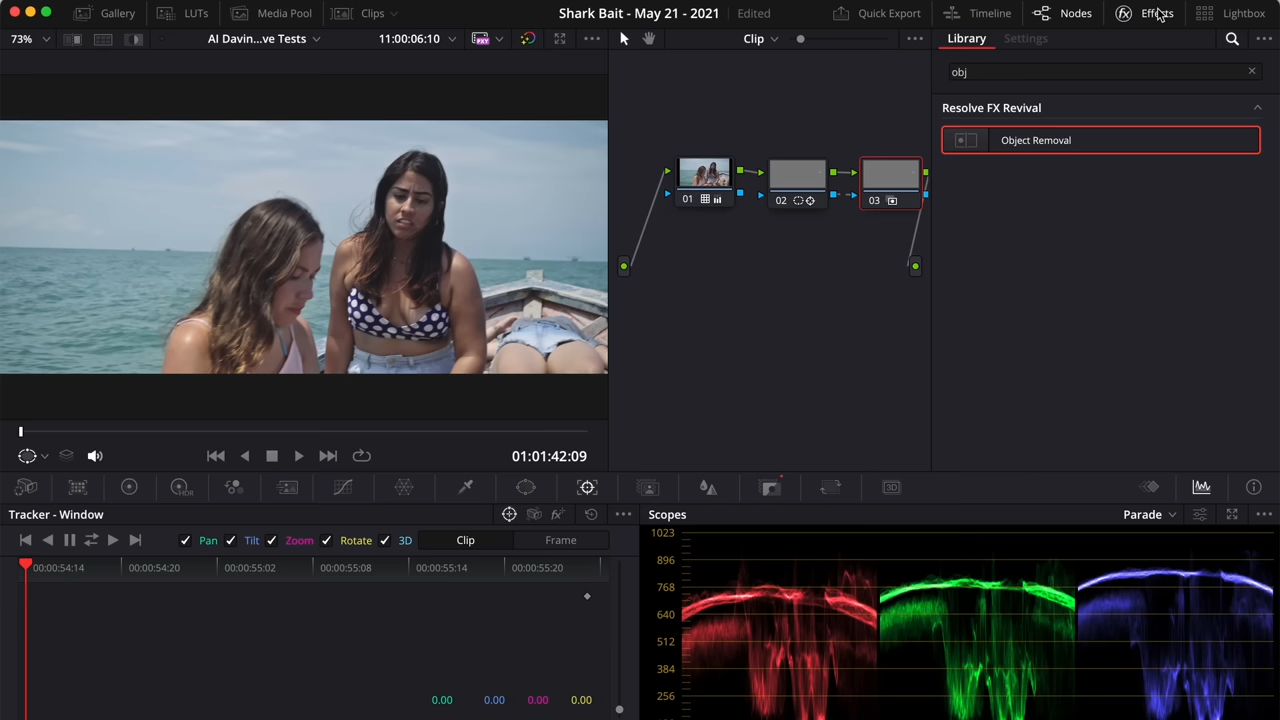 Gallery LUTs Media Pool Clips Shark Bait - May 21 - 2021 Edited Quick Export Timeline Nodes Effects Lightbox
73% AI Davin...ve Tests 11:00:06:10 Clip Library Settings
obj
Resolve FX Revival
Object Removal
01 02 03
01:01:42:09
HDR 3D
Tracker - Window Scopes Parade
Pan Tilt Zoom Rotate 3D Clip Frame
00:00:54:14 00:00:54:20 00:00:55:02 00:00:55:08 00:00:55:14 00:00:55:20
1023
896
768
640
512
384
256
0.00 0.00 0.00 0.00